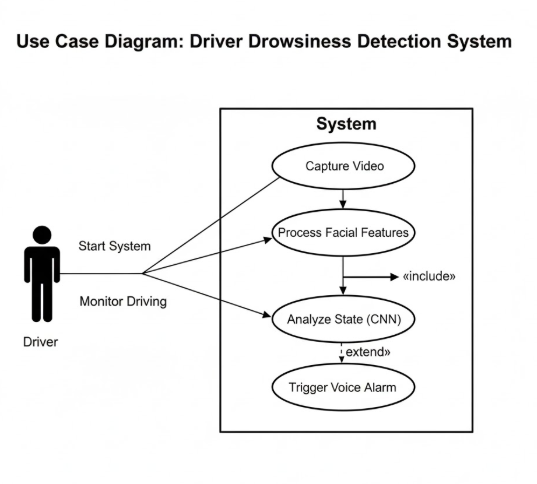 Use Case Diagram: Driver Drowsiness Detection System
System
Capture Video
Process Facial Features
Start System
«include»
Monitor Driving
Analyze State (CNN)
Driver
extend»
Trigger Voice Alarm